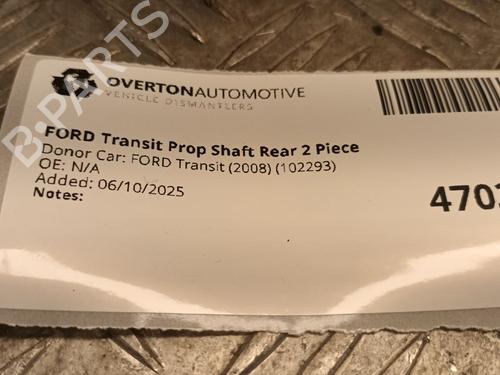 OVERTONAUTOMOTIVE
VEHICLE DISMANTLERS
FORD Transit Prop Shaft Rear 2 Piece
Donor Car: FORD Transit (2008) (102293)
OE: N/A
Added: 06/10/2025
Notes:
4703
B-PARTS